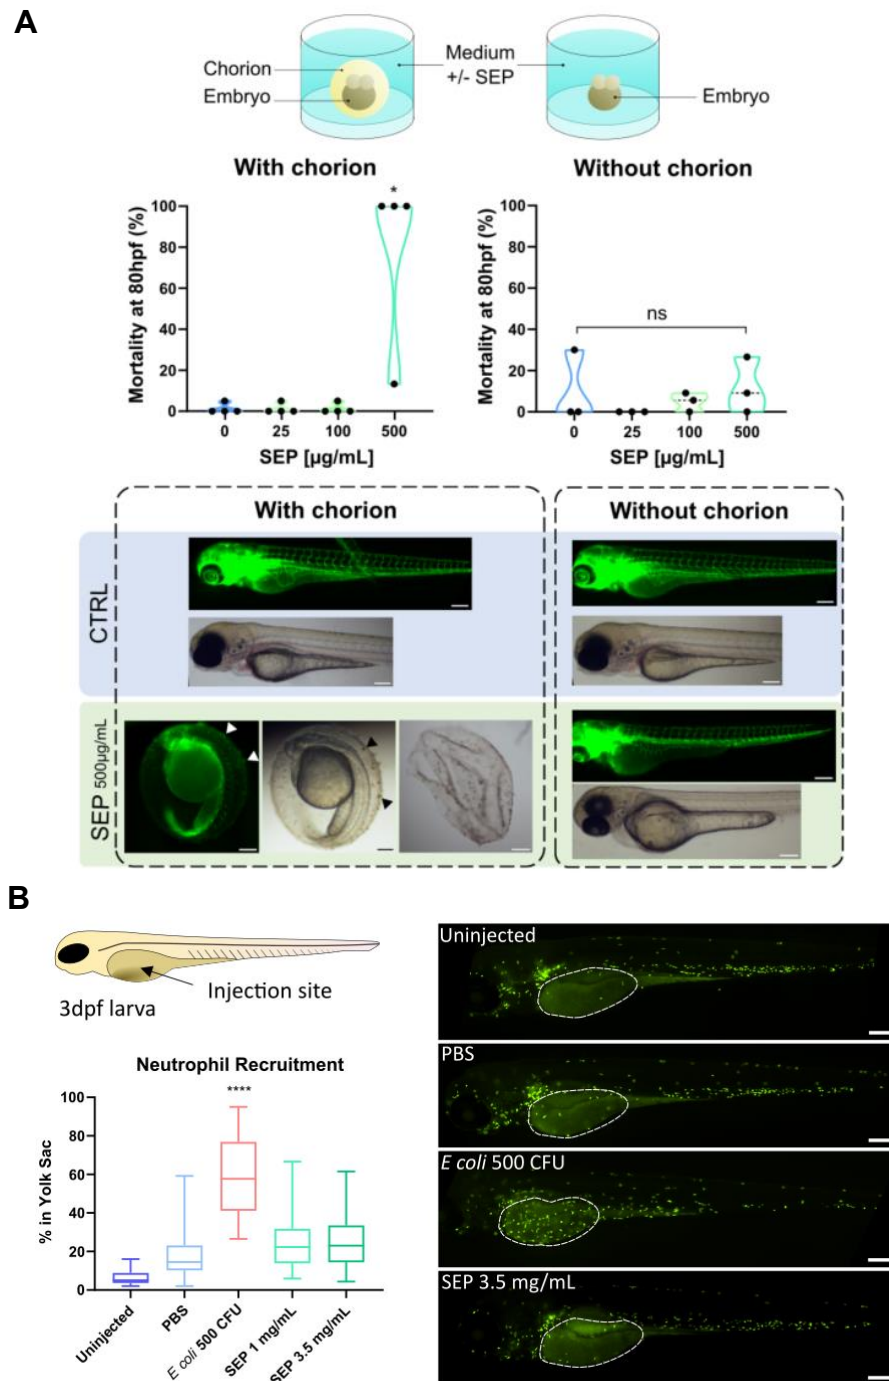 A
Chorion
Embryo
Medium
+/- SEP
Embryo
With chorion
Without chorion
*
Mortality at 80hpf (%)
100
80
60
40
20
0
0 25 100 500
SEP [µg/mL]
Mortality at 80hpf (%)
100
80
60
40
20
0
ns
0 25 100 500
SEP [µg/mL]
With chorion
Without chorion
CTRL
SEP 500µg/mL
B
3dpf larva
Injection site
Neutrophil Recruitment
****
% in Yolk Sac
100
80
60
40
20
0
Uninjected
PBS
E coli 500 CFU
SEP 1 mg/mL
SEP 3.5 mg/mL
Uninjected
PBS
E coli 500 CFU
SEP 3.5 mg/mL